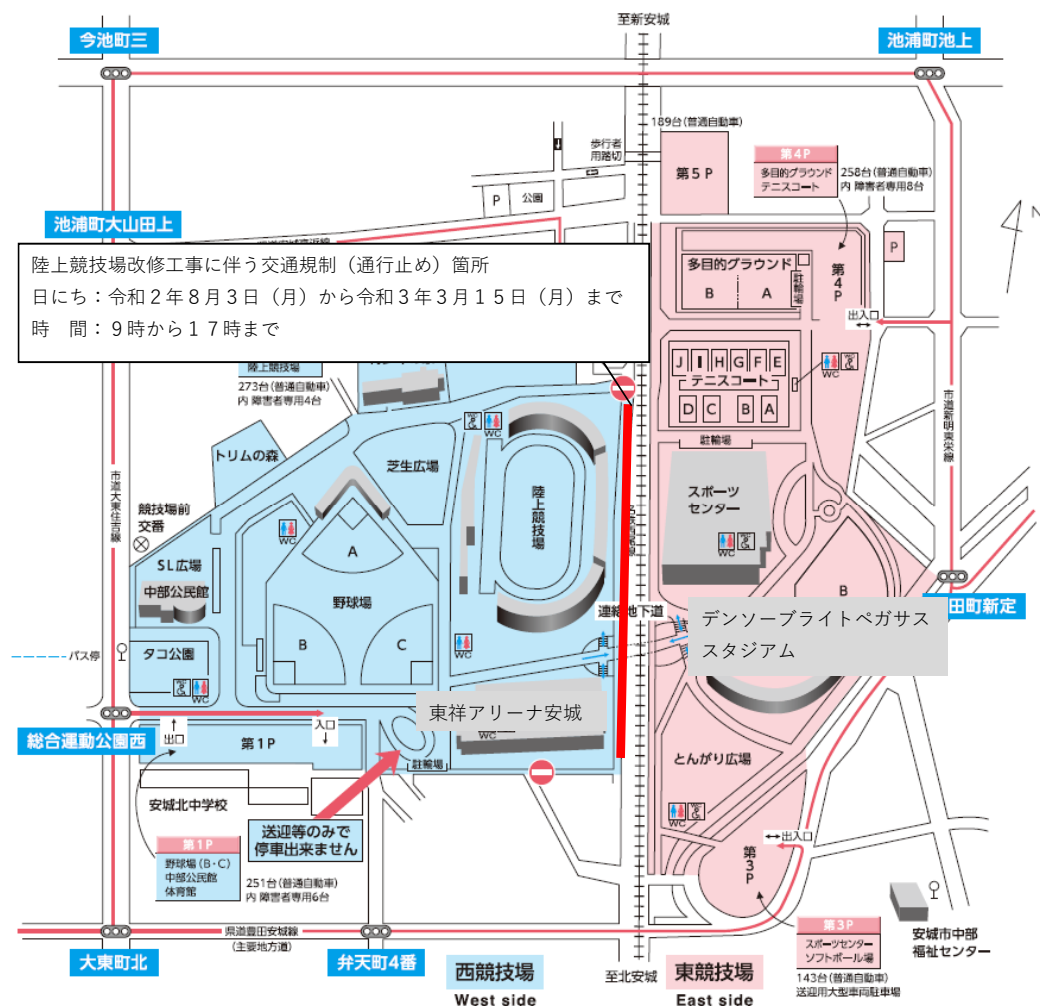 至新安城
今池町三
池浦町池上
189台(普通自動車)
歩行者
用踏切
第5P
第4P
多目的グラウンド
テニスコート
258台(普通自動車)
内 障害者専用8台
P
公園
N
池浦町大山田上
P
陸上競技場改修工事に伴う交通規制（通行止め）箇所
日にち：令和２年８月３日（月）から令和３年３月１５日（月）まで
時　間：９時から１７時まで
多目的グラウンド
B
A
駐輪場
第4P
出入口
陸上競技場
273台(普通自動車)
内 障害者専用4台
J I H G F E
テニスコート
D C B A
WC
駐輪場
市道新明東栄線
WC
トリムの森
芝生広場
陸上競技場
スポーツ
センター
WC
市道大東住吉線
競技場前
交番
WC
A
SL広場
中部公民館
野球場
B
C
B
連絡地下道
田町新定
デンソーブライトペガサス
スタジアム
バス停
タコ公園
WC
WC
東祥アリーナ安城
WC
総合運動公園西
出口
第1P
入口
駐輪場
とんがり広場
安城北中学校
送迎等のみで
停車出来ません
WC
出入口
第3P
第1P
野球場(B・C)
中部公民館
体育館
251台(普通自動車)
内 障害者専用6台
県道豊田安城線
(主要地方道)
大東町北
弁天町4番
西競技場
West side
至北安城
東競技場
East side
第3P
スポーツセンター
ソフトボール場
143台(普通自動車)
送迎用大型車両駐車場
安城市中部
福祉センター